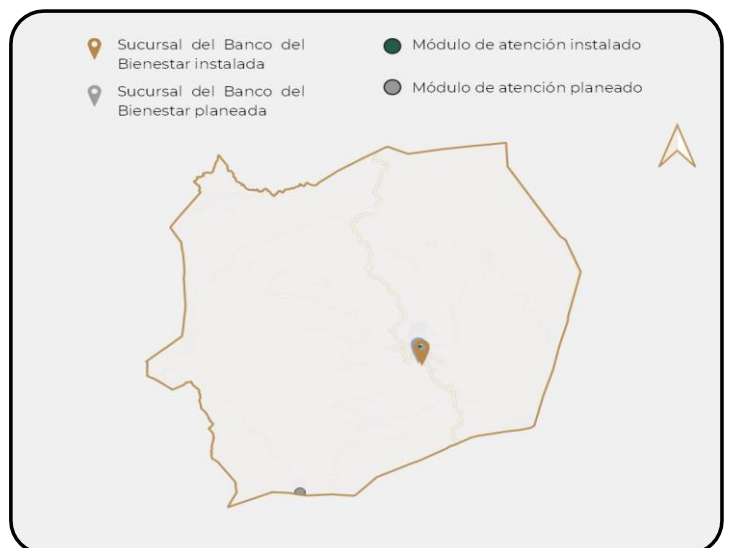 Sucursal del Banco del
Bienestar instalada
Sucursal del Banco del
Bienestar planeada
Módulo de atención instalado
Módulo de atención planeado